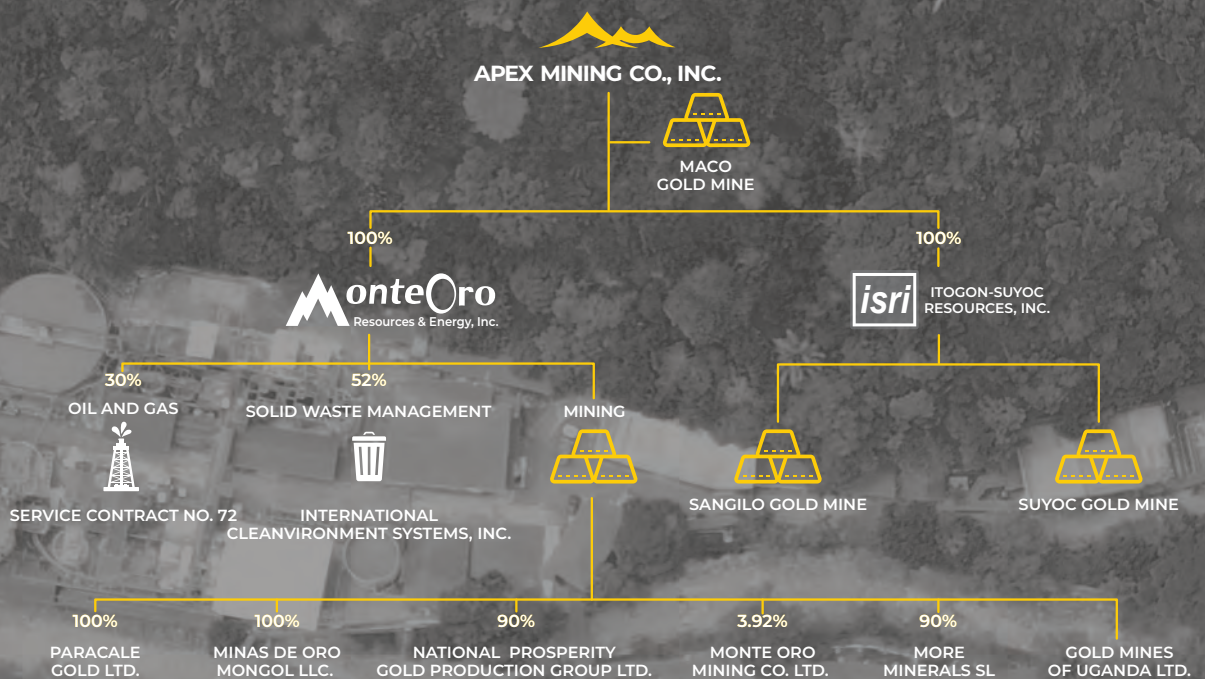 APEX MINING CO., INC.
MACO
GOLD MINE
100%
100%
MonteOro
Resources & Energy, Inc.
isri
ITOGON-SUYOC
RESOURCES, INC.
30%
52%
OIL AND GAS
SOLID WASTE MANAGEMENT
MINING
SERVICE CONTRACT NO. 72
INTERNATIONAL
CLEANVIRONMENT SYSTEMS, INC.
SANGILO GOLD MINE
SUYOC GOLD MINE
100%
100%
90%
3.92%
90%
PARACALE
GOLD LTD.
MINAS DE ORO
MONGOL LLC.
NATIONAL PROSPERITY
GOLD PRODUCTION GROUP LTD.
MONTE ORO
MINING CO. LTD.
MORE
MINERALS SL
GOLD MINES
OF UGANDA LTD.